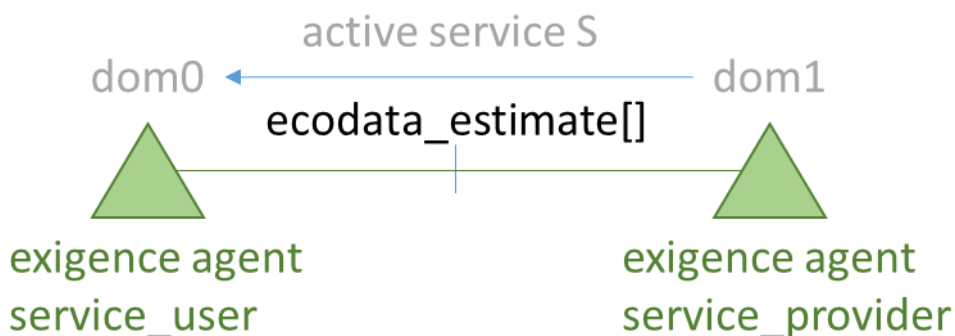 active service S
dom0
dom1
ecodata_estimate[]
exigence agent
service_user
exigence agent
service_provider